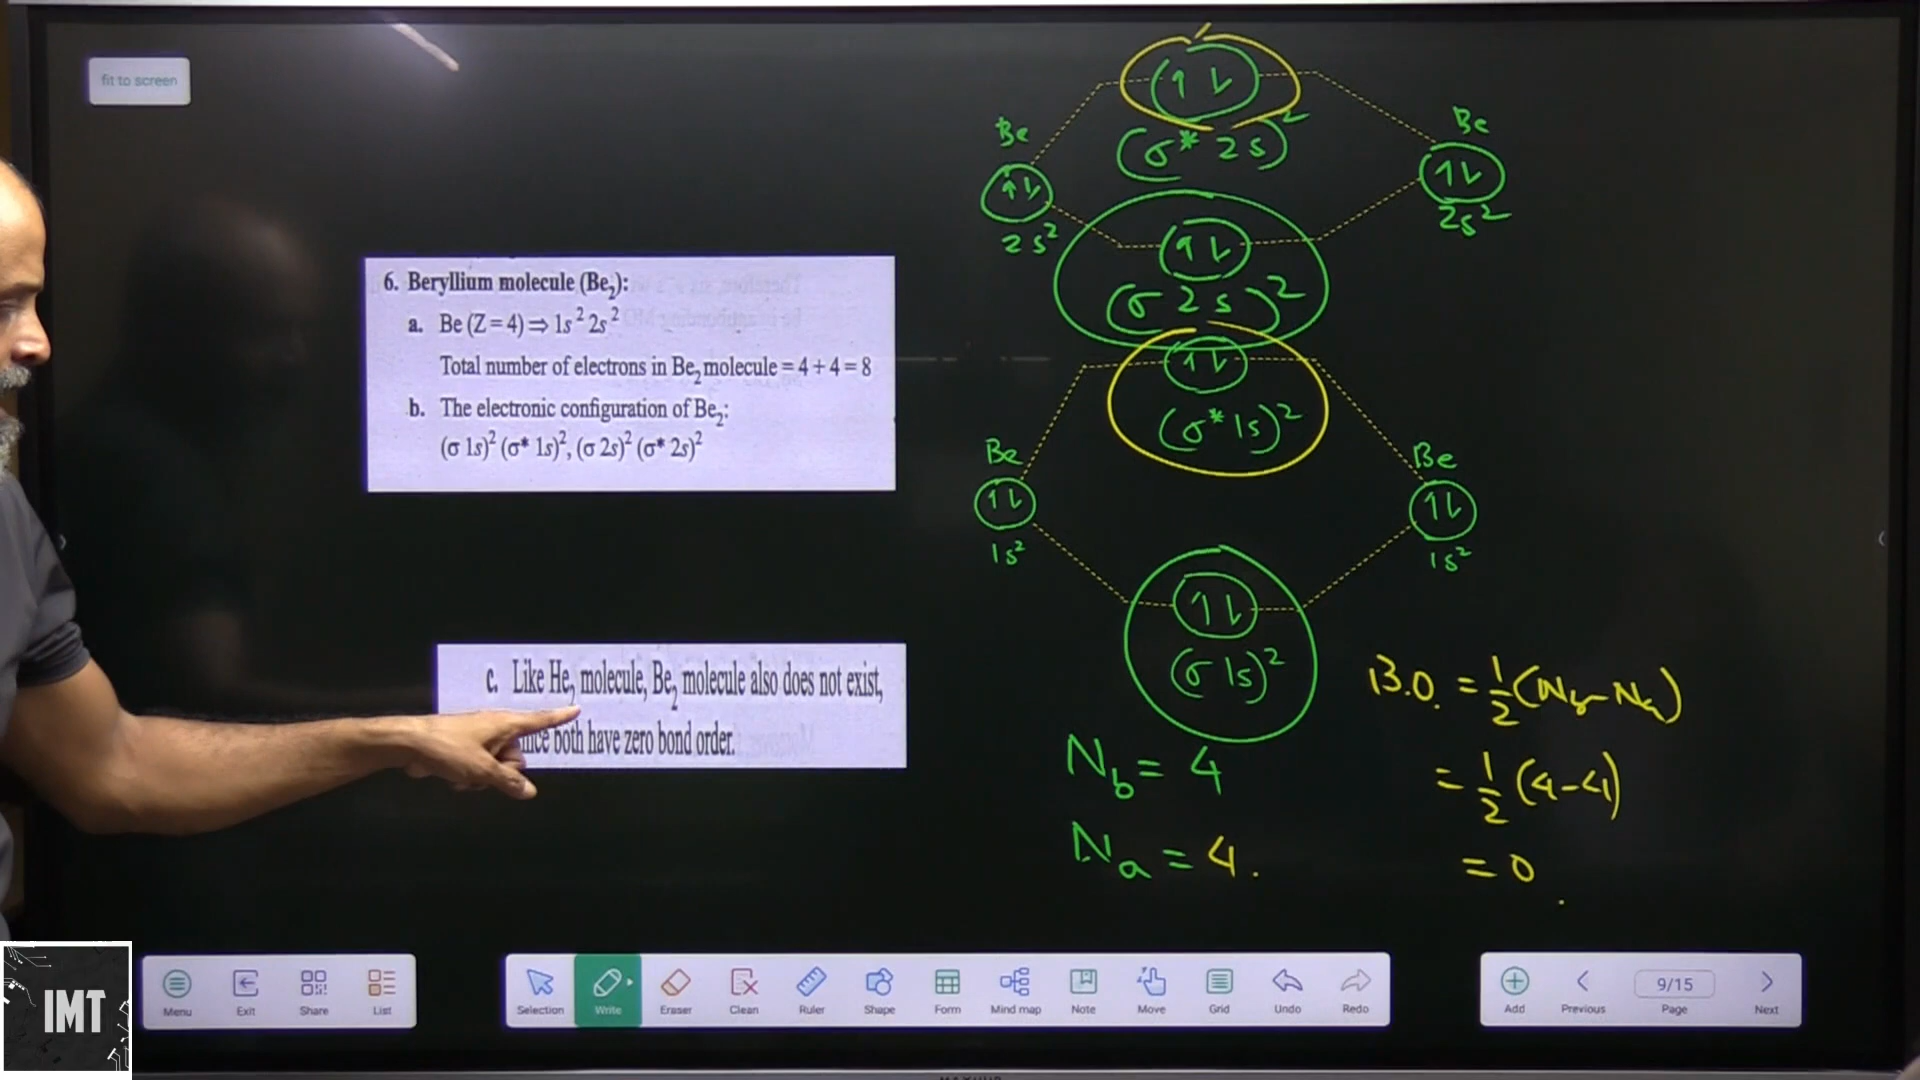 fit to screen
6. Beryllium molecule (Be₂):
a. Be (Z = 4) ⇒ 1s² 2s²
Total number of electrons in Be₂ molecule = 4 + 4 = 8
b. The electronic configuration of Be₂:
(σ 1s)² (σ* 1s)², (σ 2s)² (σ* 2s)²
c. Like He₂ molecule, Be₂ molecule also does not exist,
both have zero bond order.
↑⇂
(σ* 2s)²
Be
↑⇂
2s²
Be
↑⇂
2s²
↑⇂
(σ 2s)²
↑⇂
(σ* 1s)²
Be
↑⇂
1s²
Be
↑⇂
1s²
↑⇂
(σ 1s)²
N_b = 4
N_a = 4.
B.O. = 1/2 (N_b - N_a)
= 1/2 (4-4)
= 0
IMT
Menu
Exit
Share
List
Selection
Write
Eraser
Clean
Ruler
Shape
Form
Mind map
Note
Move
Grid
Undo
Redo
Add
Previous
9/15
Page
Next